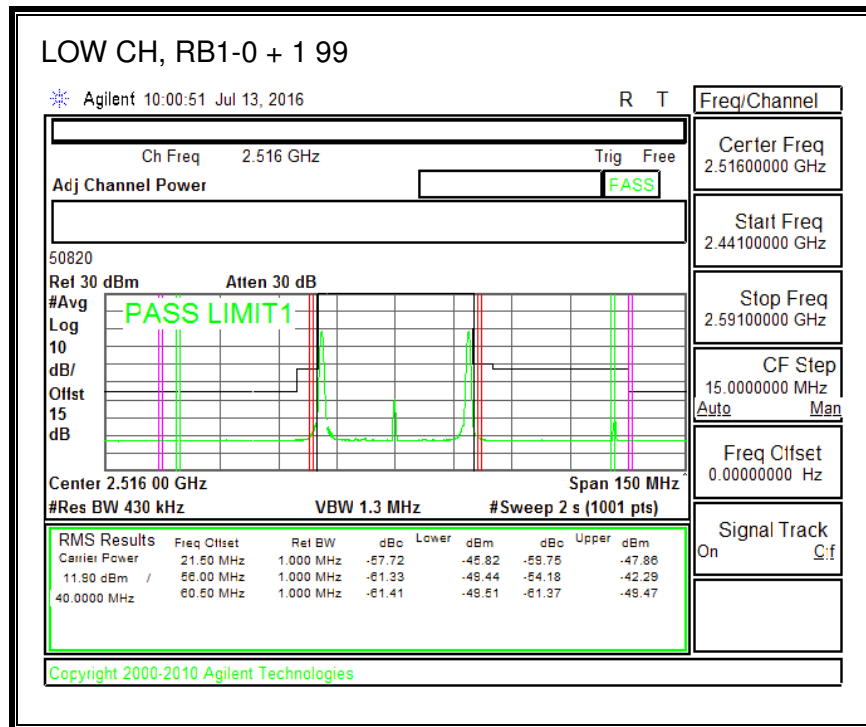 LOW CH, RB1-0 + 1 99
Agilent 10:00:51 Jul 13, 2016 R T
Freq/Channel
Ch Freq 2.516 GHz Trig Free
Adj Channel Power PASS
Center Freq
2.51600000 GHz
Start Freq
2.44100000 GHz
Stop Freq
2.59100000 GHz
CF Step
15.0000000 MHz
Auto Man
Freq Offset
0.00000000 Hz
Signal Track
On Off
50820
Ref 30 dBm Atten 30 dB
#Avg
Log
10
dB/
Offst
15
dB
PASS LIMIT1
Center 2.516 00 GHz Span 150 MHz
#Res BW 430 kHz VBW 1.3 MHz #Sweep 2 s (1001 pts)
RMS Results Freq Offset Ref BW dBc Lower dBm dBc Upper dBm
Carrier Power 21.50 MHz 1.000 MHz -57.72 -45.82 -59.75 -47.86
11.90 dBm / 56.00 MHz 1.000 MHz -61.33 -49.44 -54.18 -42.29
40.0000 MHz 60.50 MHz 1.000 MHz -61.41 -49.51 -61.37 -49.47
Copyright 2000-2010 Agilent Technologies